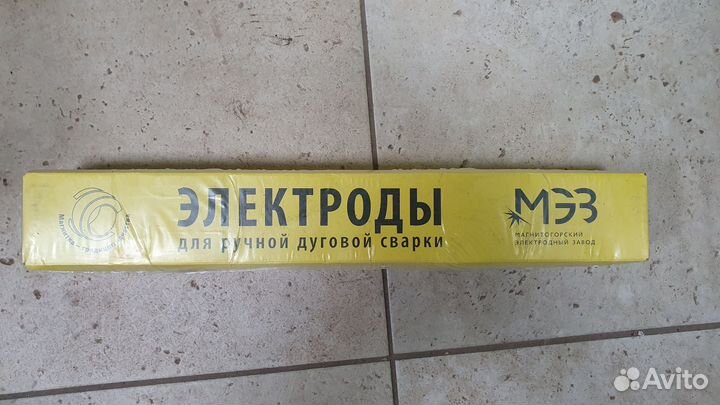 ЭЛЕКТРОДЫ
для ручной дуговой сварки
МЭЗ
МАГНИТОГОРСКИЙ
ЭЛЕКТРОДНЫЙ ЗАВОД
Avito